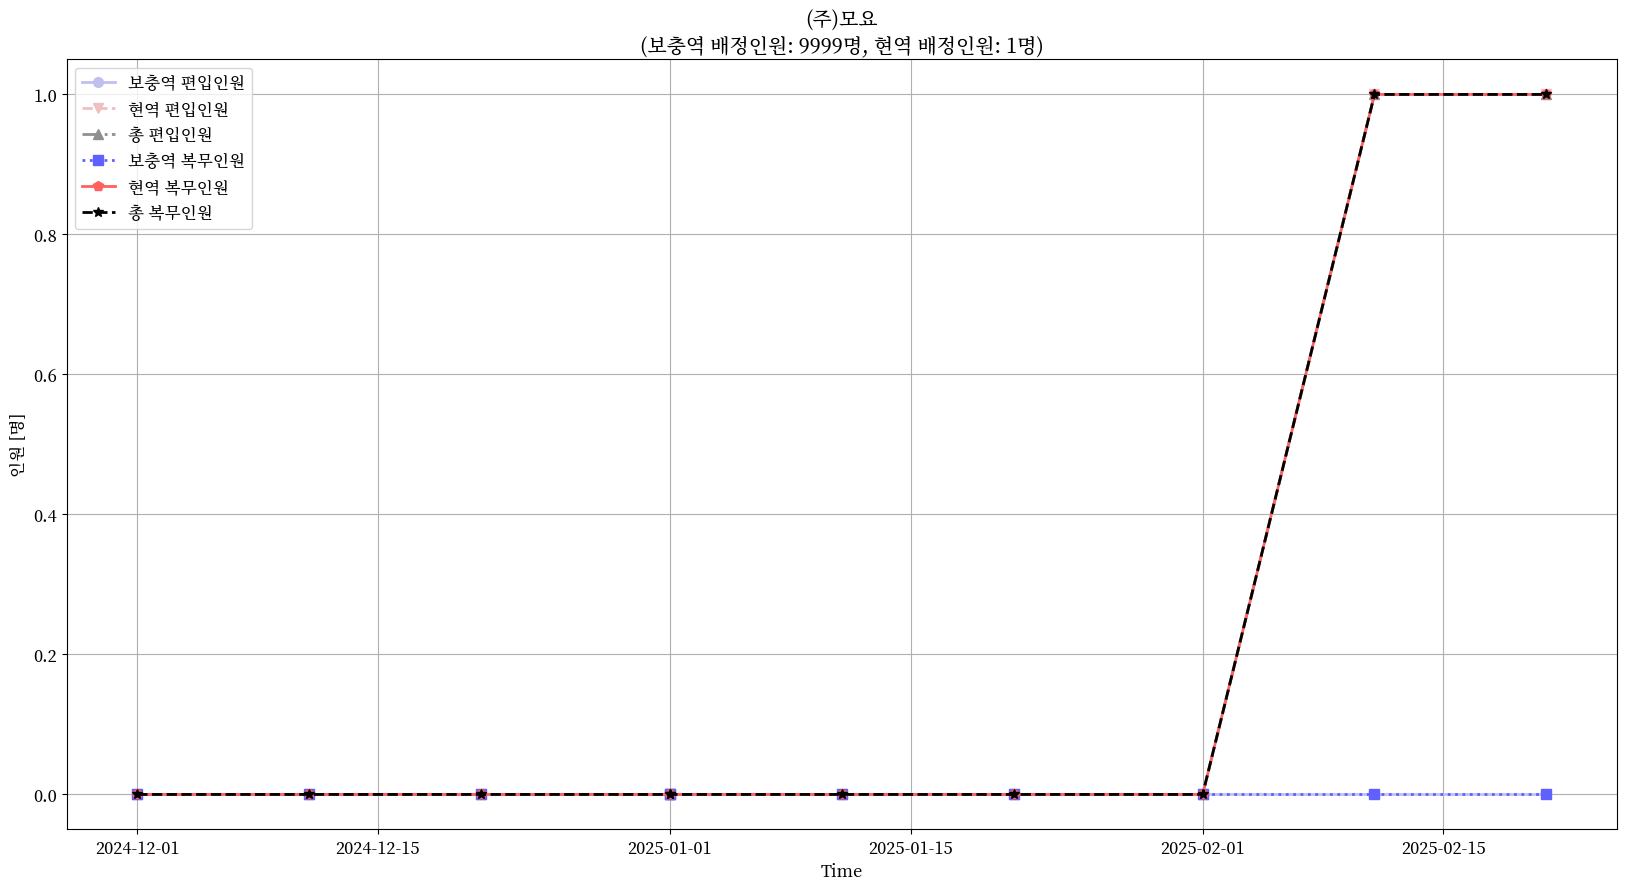 (주)모요
(보충역 배정인원: 9999명, 현역 배정인원: 1명)
보충역 편입인원
현역 편입인원
총 편입인원
보충역 복무인원
현역 복무인원
총 복무인원
1.0
0.8
0.6
0.4
0.2
0.0
인원 [명]
2024-12-01 2024-12-15 2025-01-01 2025-01-15 2025-02-01 2025-02-15
Time